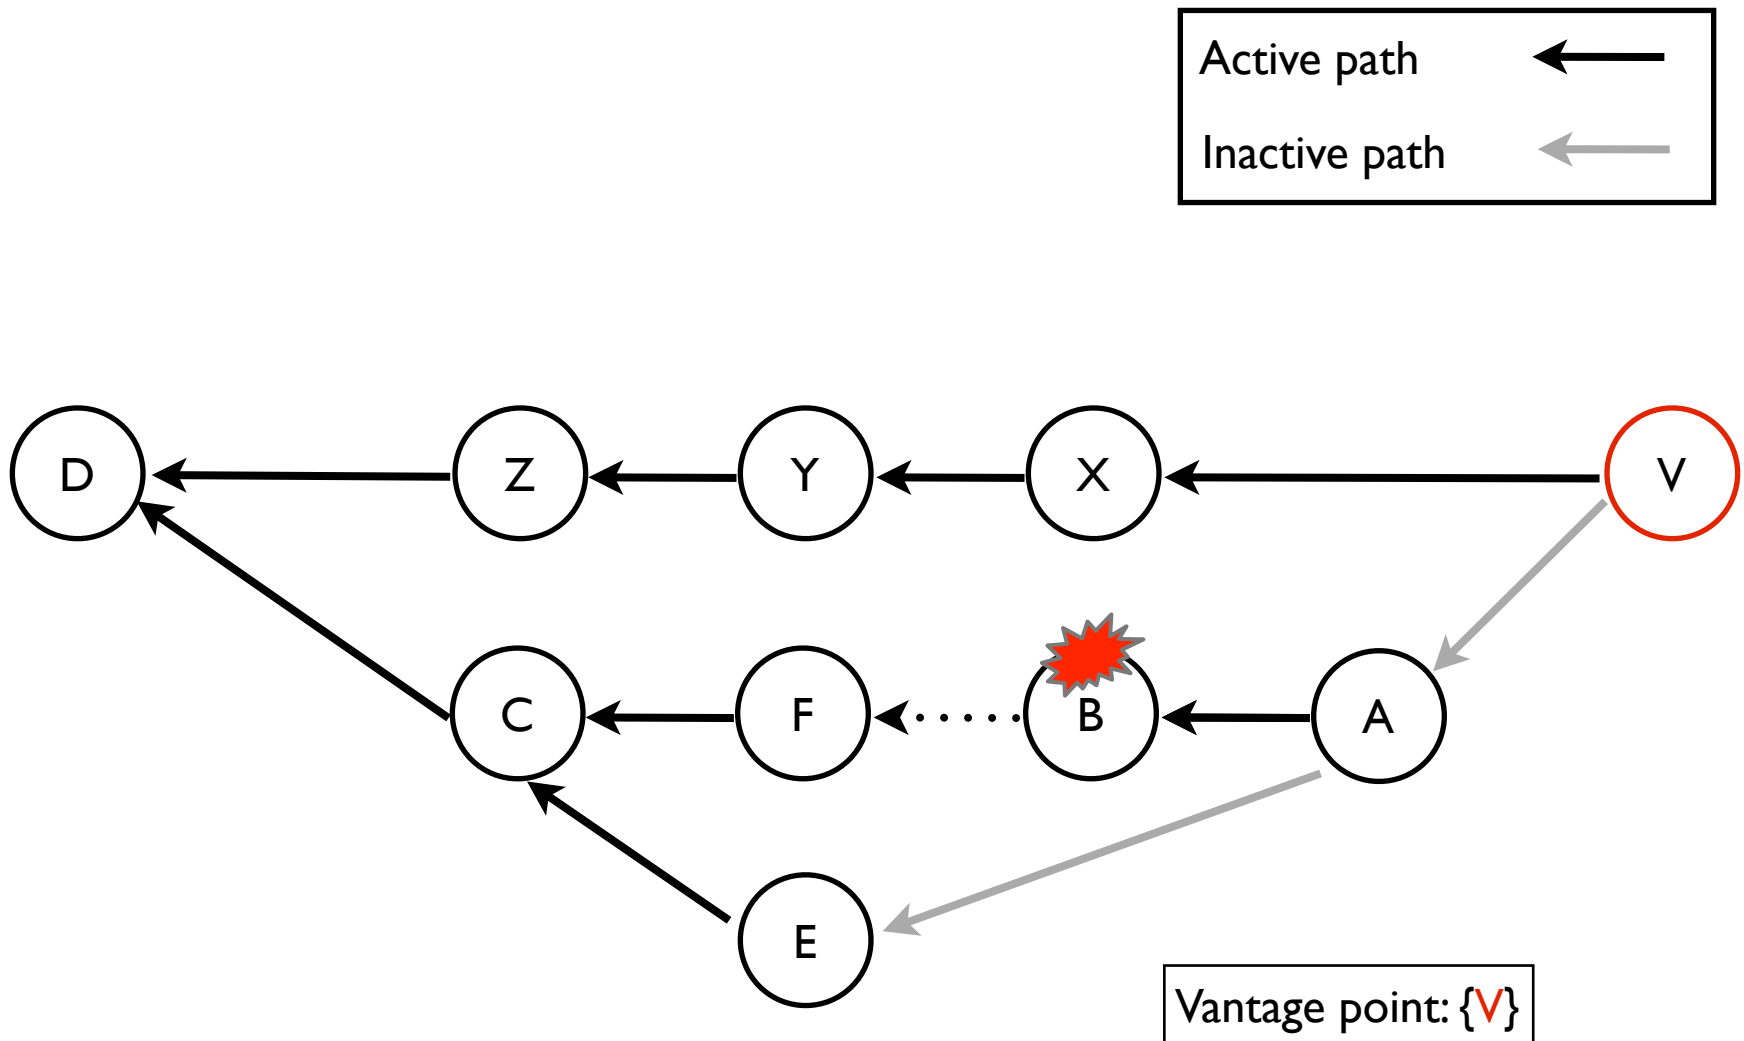 Active path
Inactive path
D Z Y X V
C F B A
E
Vantage point: {V}